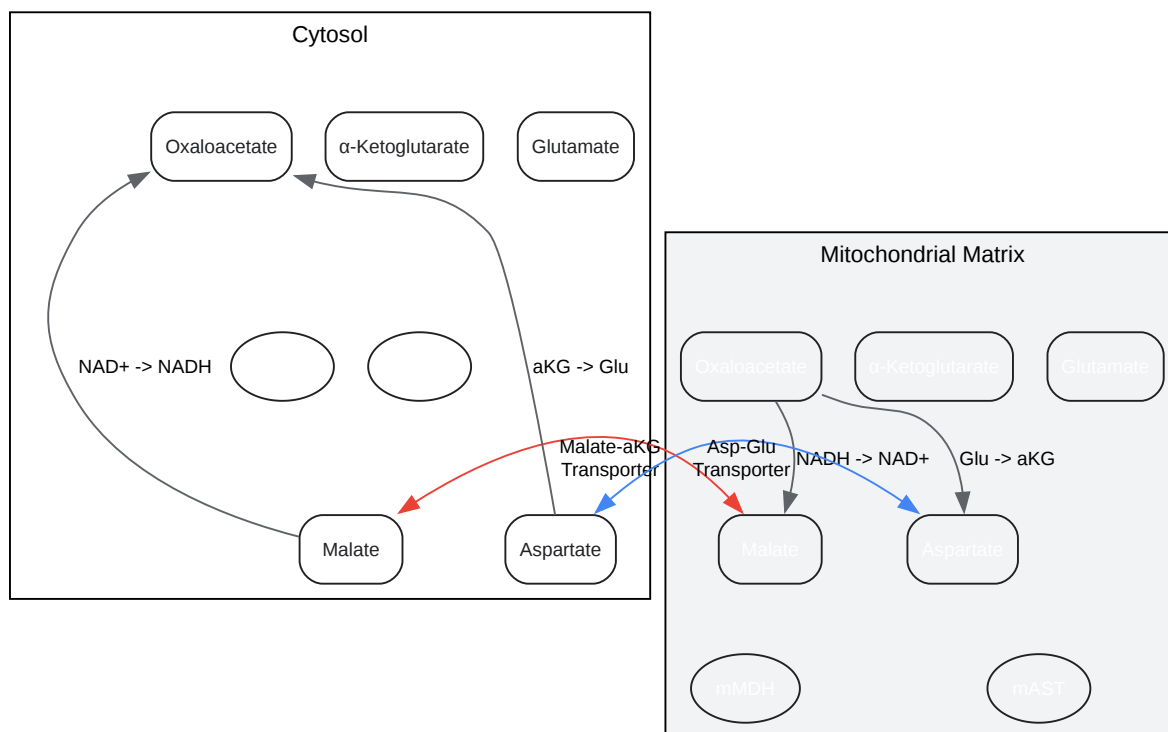 Cytosol
Oxaloacetate
α-Ketoglutarate
Glutamate
NAD+ -> NADH
aKG -> Glu
Malate
Aspartate
Malate-aKG
Transporter
Asp-Glu
Transporter
Mitochondrial Matrix
Oxaloacetate
α-Ketoglutarate
Glutamate
NADH -> NAD+
Glu -> aKG
Malate
Aspartate
mMDH
mAST